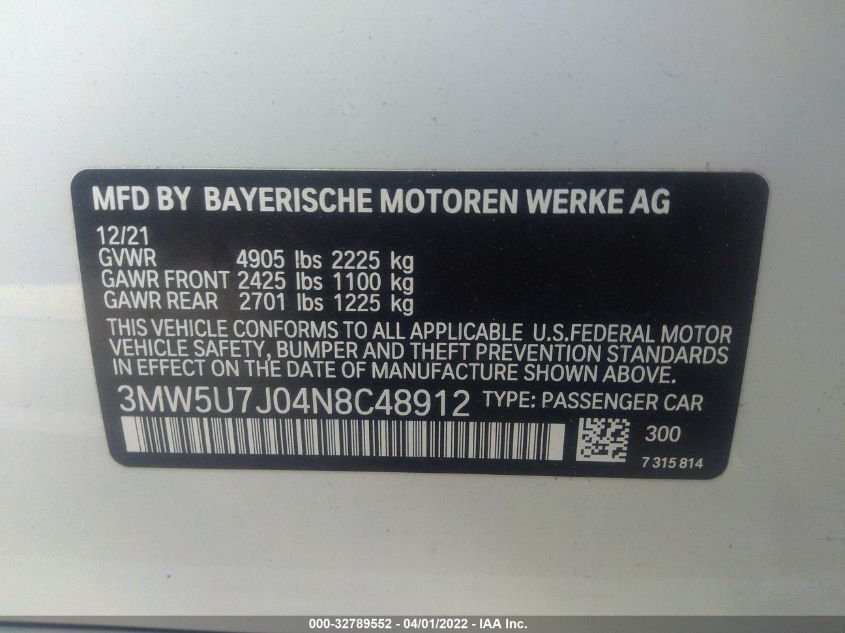 MFD BY BAYERISCHE MOTOREN WERKE AG
12/21
GVWR 4905 lbs 2225 kg
GAWR FRONT 2425 lbs 1100 kg
GAWR REAR 2701 lbs 1225 kg
THIS VEHICLE CONFORMS TO ALL APPLICABLE U.S.FEDERAL MOTOR
VEHICLE SAFETY, BUMPER AND THEFT PREVENTION STANDARDS
IN EFFECT ON THE DATE OF MANUFACTURE SHOWN ABOVE.
3MW5U7J04N8C48912 TYPE: PASSENGER CAR
300
7 315 814
000-32789552 - 04/01/2022 - IAA Inc.